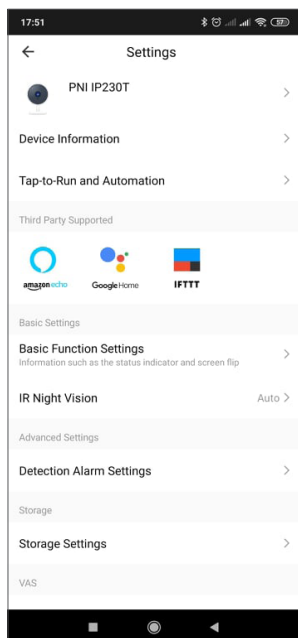 17:51
57
Settings
PNI IP230T
Device Information
Tap-to-Run and Automation
Third Party Supported
amazon echo
Google Home
IFTTT
Basic Settings
Basic Function Settings
Information such as the status indicator and screen flip
IR Night Vision
Auto
Advanced Settings
Detection Alarm Settings
Storage
Storage Settings
VAS